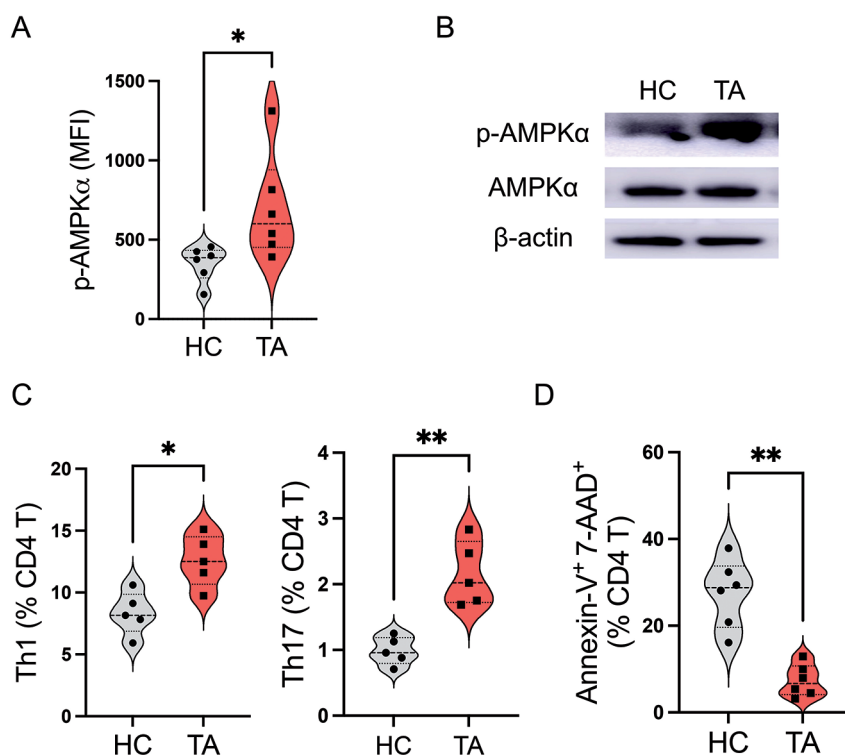 A
*
p-AMPKα (MFI)
1500
1000
500
0
HC TA
B
HC TA
p-AMPKα
AMPKα
β-actin
C
*
Th1 (% CD4 T)
20
15
10
5
0
HC TA
**
Th17 (% CD4 T)
4
3
2
1
0
HC TA
D
**
Annexin-V⁺ 7-AAD⁺
(% CD4 T)
60
40
20
0
HC TA